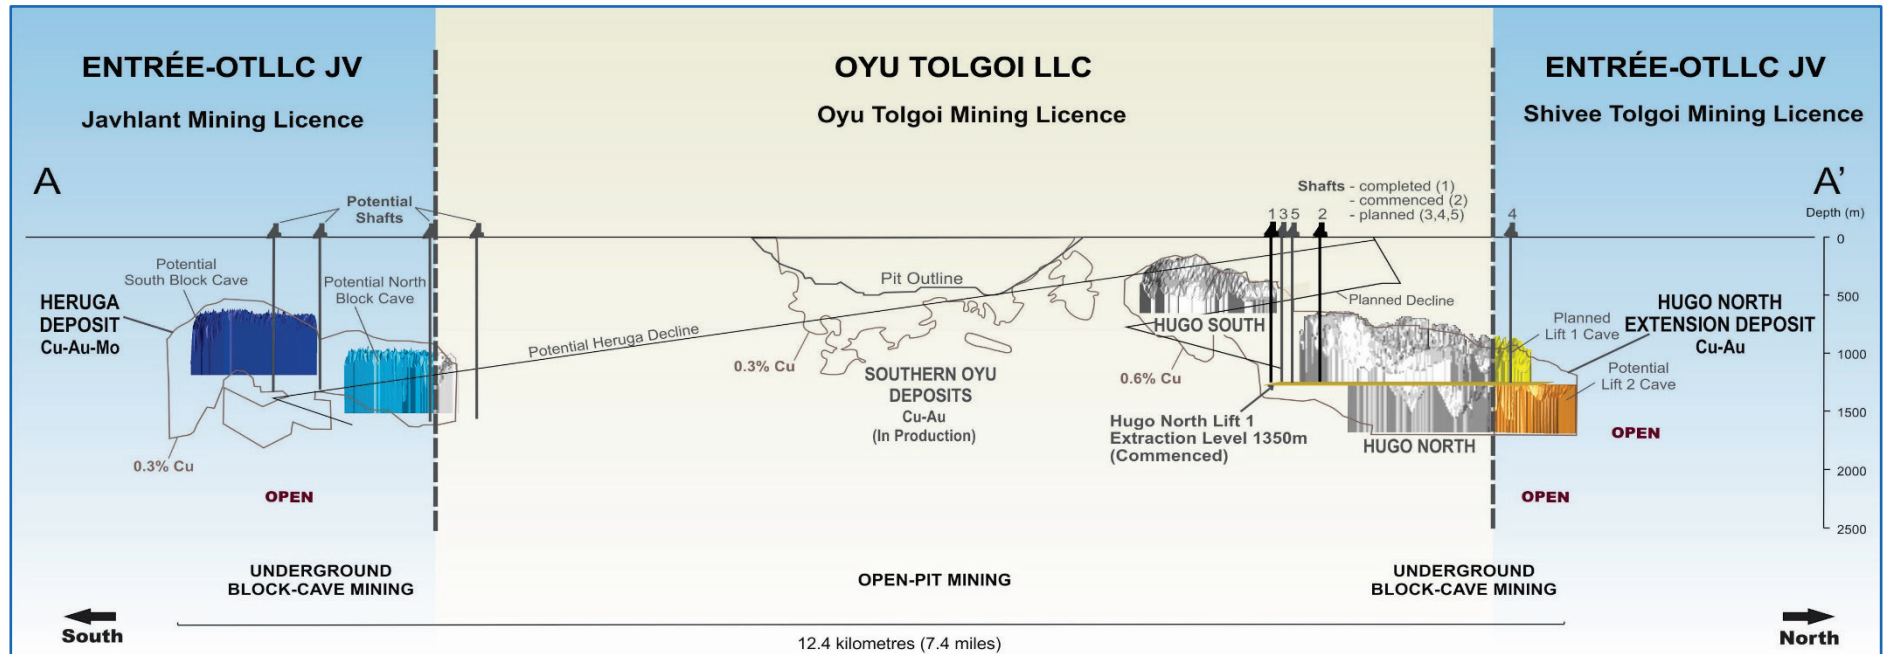 ENTRÉE-OTLLC JV
Javhlant Mining Licence
OYU TOLGOI LLC
Oyu Tolgoi Mining Licence
ENTRÉE-OTLLC JV
Shivee Tolgoi Mining Licence
A
A'
Potential
Shafts
Shafts - completed (1)
- commenced (2)
- planned (3,4,5)
1 3 5 2
4
Depth (m)
0
500
1000
1500
2000
2500
Potential
South Block Cave
Potential North
Block Cave
HERUGA
DEPOSIT
Cu-Au-Mo
0.3% Cu
OPEN
Potential Heruga Decline
Pit Outline
0.3% Cu
SOUTHERN OYU
DEPOSITS
Cu-Au
(In Production)
HUGO SOUTH
0.6% Cu
Planned Decline
Hugo North Lift 1
Extraction Level 1350m
(Commenced)
HUGO NORTH
Planned
Lift 1 Cave
Potential
Lift 2 Cave
HUGO NORTH
EXTENSION DEPOSIT
Cu-Au
OPEN
OPEN
UNDERGROUND
BLOCK-CAVE MINING
OPEN-PIT MINING
UNDERGROUND
BLOCK-CAVE MINING
South
12.4 kilometres (7.4 miles)
North